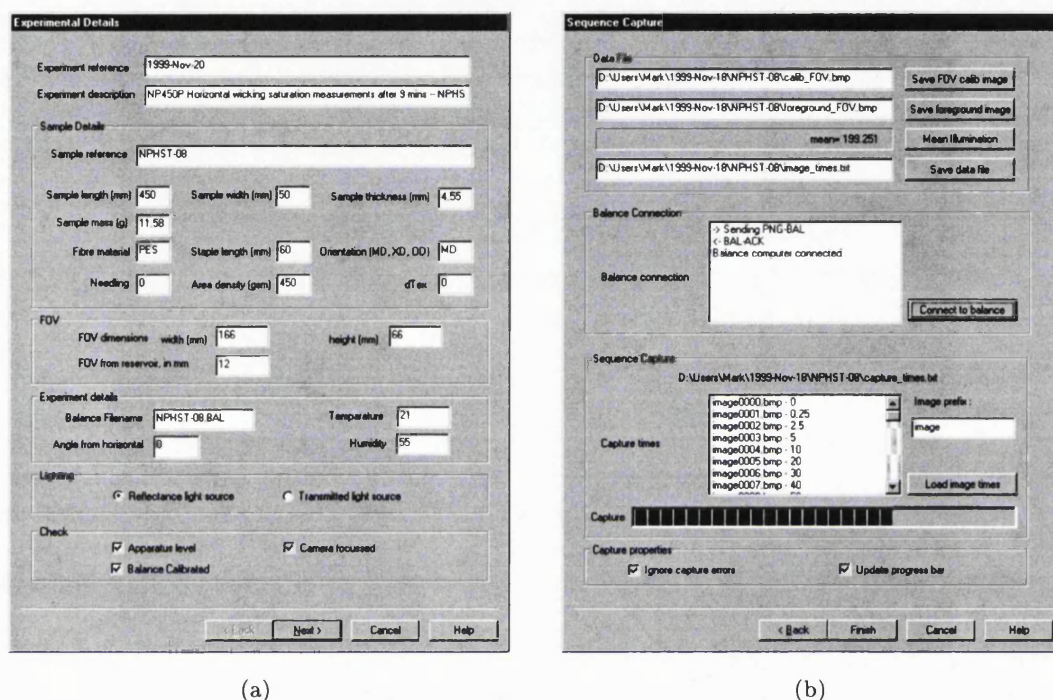 Experimental Details
Experiment reference 1999-Nov-20
Experiment description NP450P Horizontal wicking saturation measurements after 9 mins -- NPHS
Sample Details
Sample reference NPHST-08
Sample length (mm) 450 Sample width (mm) 50 Sample thickness (mm) 4.55
Sample mass (g) 11.58
Fibre material PES Staple length (mm) 60 Orientation (MD, XD, OD) MD
Needling 0 Area density (gsm) 450 dTex 0
FOV
FOV dimensions width (mm) 166 height (mm) 66
FOV from reservoir, in mm 12
Experiment details
Balance Filename NPHST-08.BAL Temparature 21
Angle from horizontal 0 Humidity 55
Lighting
Reflectance light source Transmitted light source
Check
Apparatus level Camera focussed
Balance Calibrated
< Back Next > Cancel Help
(a)
Sequence Capture
Data File
D:\Users\Mark\1999-Nov-18\NPHST-08\calib_FOV.bmp Save FOV calib image
D:\Users\Mark\1999-Nov-18\NPHST-08\foreground_FOV.bmp Save foreground image
mean= 199.251 Mean Illumination
D:\Users\Mark\1999-Nov-18\NPHST-08\image_times.txt Save data file
Balance Connection
-> Sending PNG-BAL
<- BAL-ACK
Balance computer connected
Balance connection
Connect to balance
Sequence Capture
D:\Users\Mark\1999-Nov-18\NPHST-08\capture_times.txt
image0000.bmp - 0 Image prefix :
image0001.bmp - 0.25
image0002.bmp - 2.5 image
image0003.bmp - 5
Capture times image0004.bmp - 10
image0005.bmp - 20
image0006.bmp - 30
image0007.bmp - 40 Load image times
Capture
Capture properties
Ignore capture errors Update progress bar
< Back Finish Cancel Help
(b)